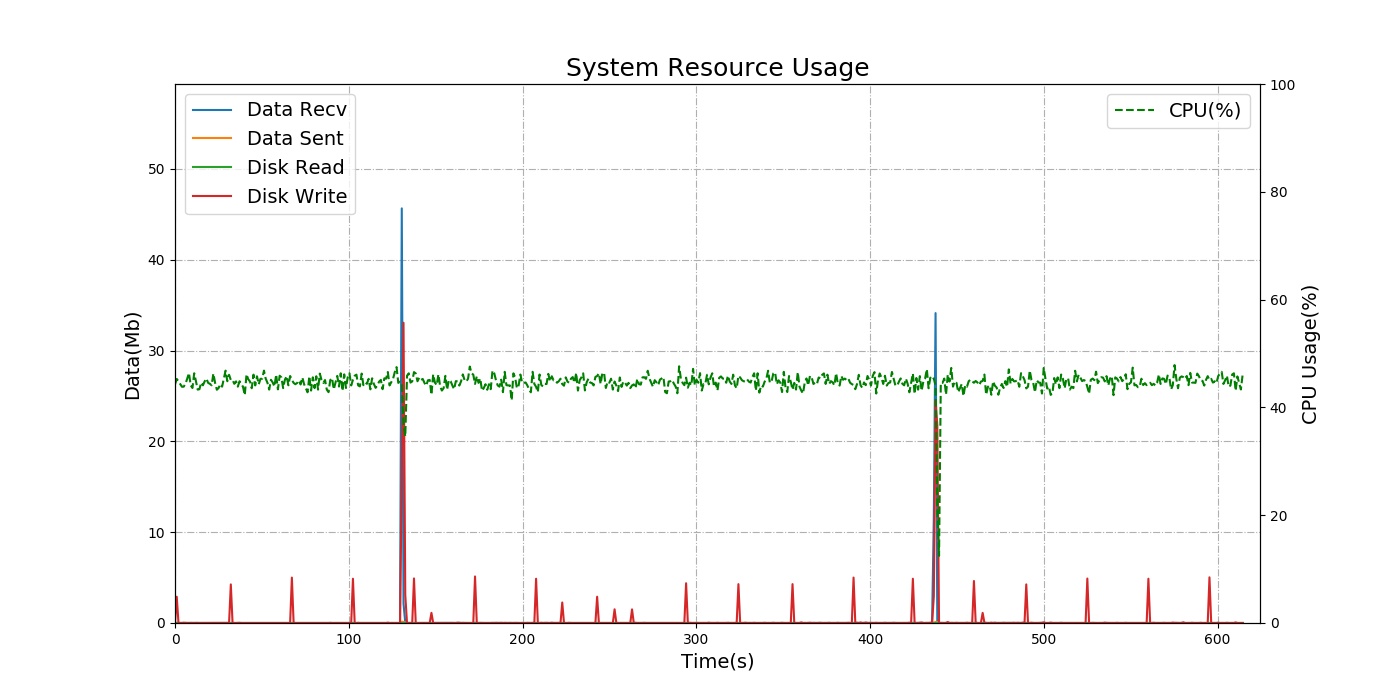 System Resource Usage
Data Recv
Data Sent
Disk Read
Disk Write
CPU(%)
Data(Mb)
50
40
30
20
10
0
CPU Usage(%)
100
80
60
40
20
0
0 100 200 300 400 500 600
Time(s)